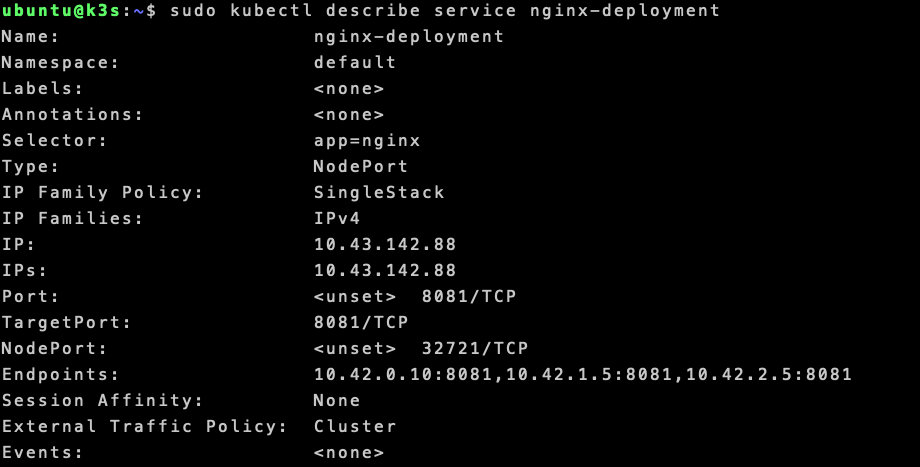 ubuntu@k3s:~$ sudo kubectl describe service nginx-deployment
Name: nginx-deployment
Namespace: default
Labels: <none>
Annotations: <none>
Selector: app=nginx
Type: NodePort
IP Family Policy: SingleStack
IP Families: IPv4
IP: 10.43.142.88
IPs: 10.43.142.88
Port: <unset> 8081/TCP
TargetPort: 8081/TCP
NodePort: <unset> 32721/TCP
Endpoints: 10.42.0.10:8081,10.42.1.5:8081,10.42.2.5:8081
Session Affinity: None
External Traffic Policy: Cluster
Events: <none>